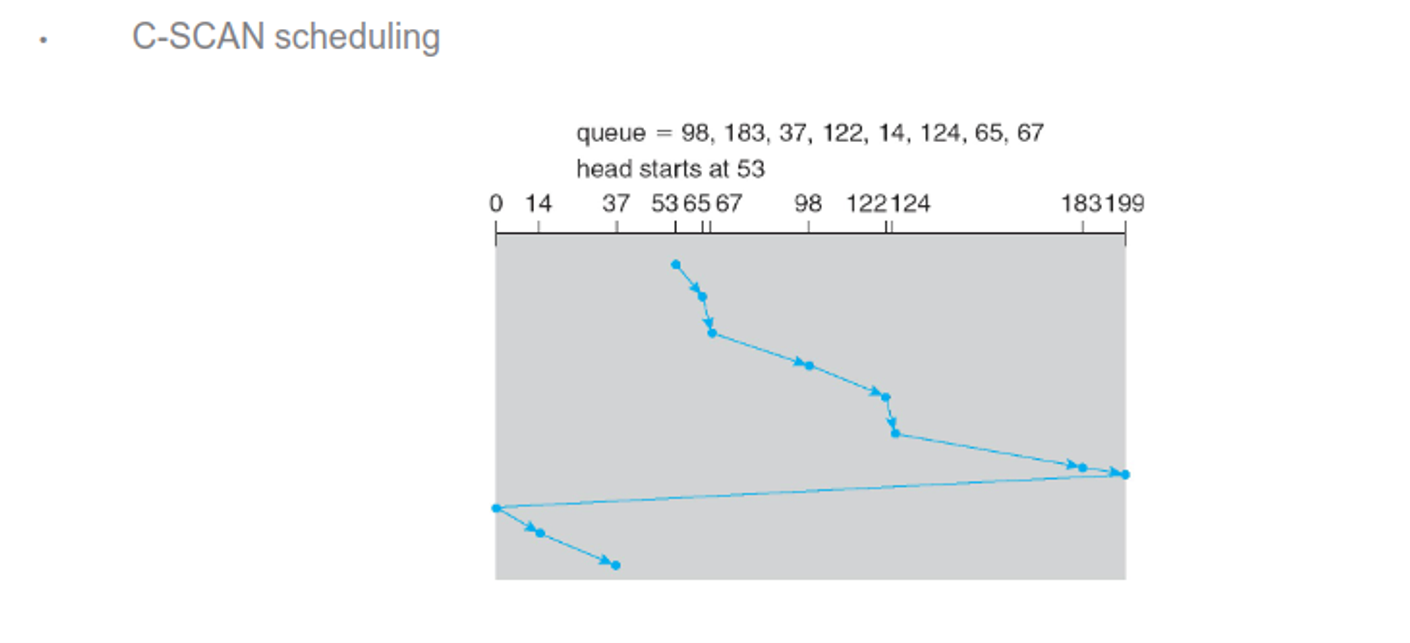 • C-SCAN scheduling
queue = 98, 183, 37, 122, 14, 124, 65, 67
head starts at 53
0 14 37 53 65 67 98 122 124 183 199